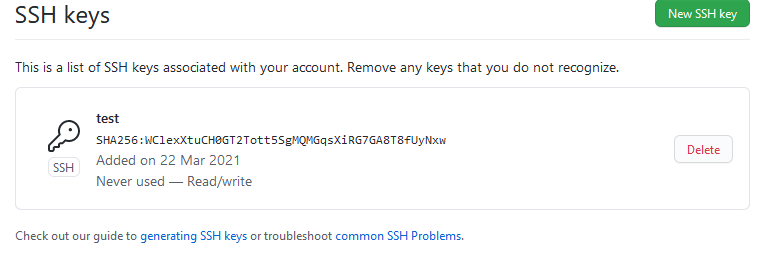 SSH keys
New SSH key
This is a list of SSH keys associated with your account. Remove any keys that you do not recognize.
test
SHA256:WClexXtuCH0GT2Tott5SgMQMGqsXiRG7GA8T8fUyNxw
SSH
Added on 22 Mar 2021
Never used — Read/write
Delete
Check out our guide to generating SSH keys or troubleshoot common SSH Problems.